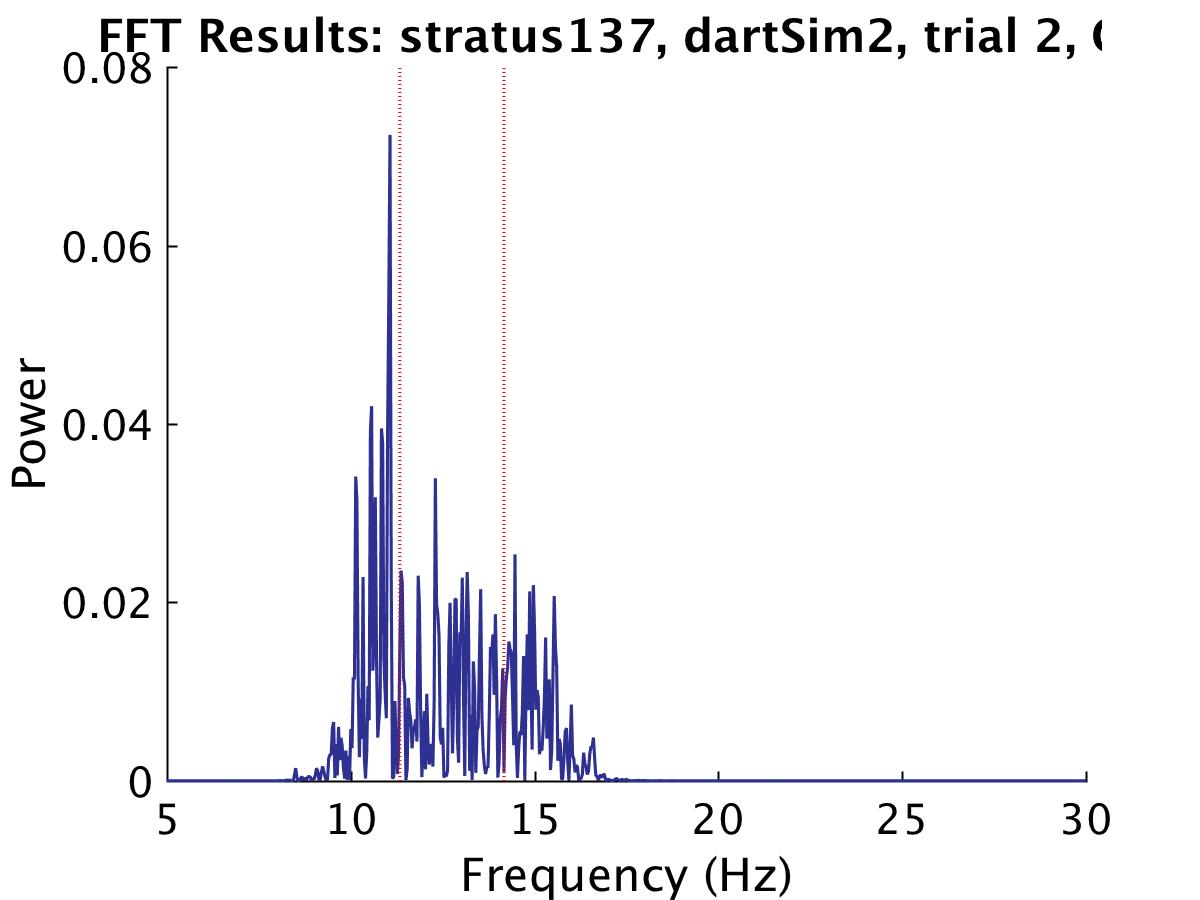 FFT Results: stratus137, dartSim2, trial 2,
0.08
0.06
0.04
0.02
0
Power
5 10 15 20 25 30
Frequency (Hz)